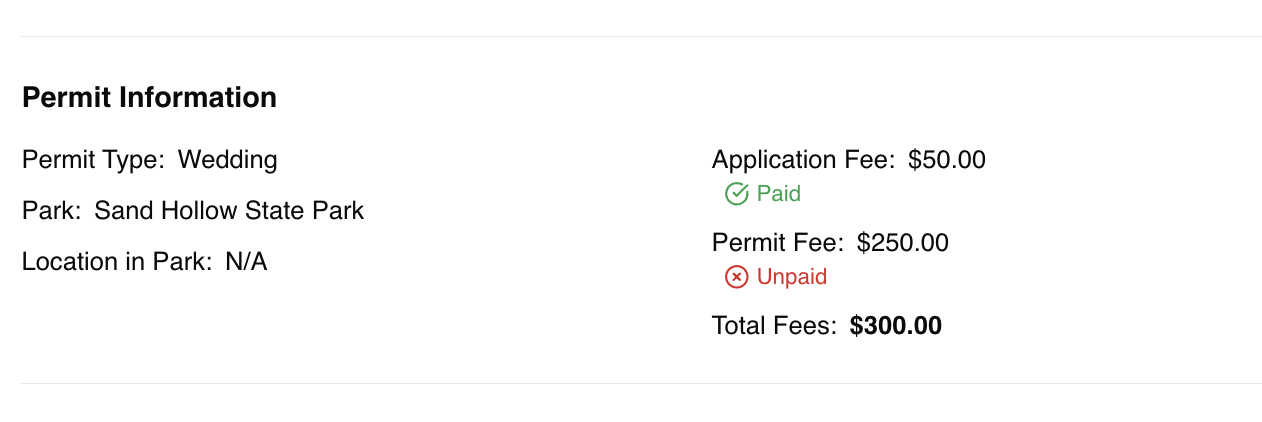 Permit Information
Permit Type: Wedding
Park: Sand Hollow State Park
Location in Park: N/A
Application Fee: $50.00
Paid
Permit Fee: $250.00
Unpaid
Total Fees: $300.00